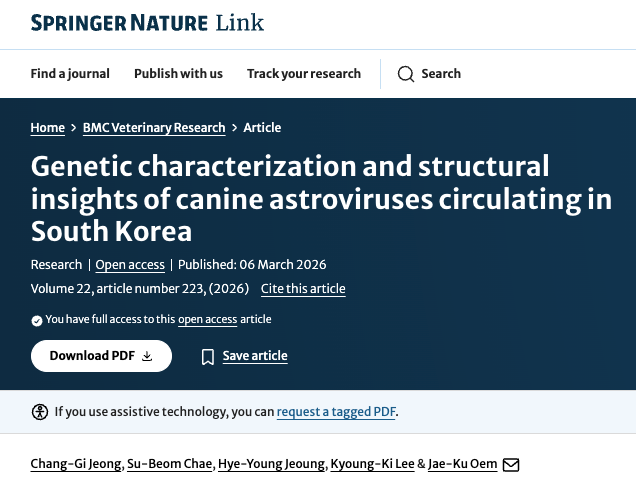 SPRINGER NATURE Link
Find a journal Publish with us Track your research Search
Home > BMC Veterinary Research > Article
Genetic characterization and structural
insights of canine astroviruses circulating in
South Korea
Research | Open access | Published: 06 March 2026
Volume 22, article number 223, (2026) Cite this article
You have full access to this open access article
Download PDF Save article
If you use assistive technology, you can request a tagged PDF.
Chang-Gi Jeong, Su-Beom Chae, Hye-Young Jeoung, Kyoung-Ki Lee & Jae-Ku Oem